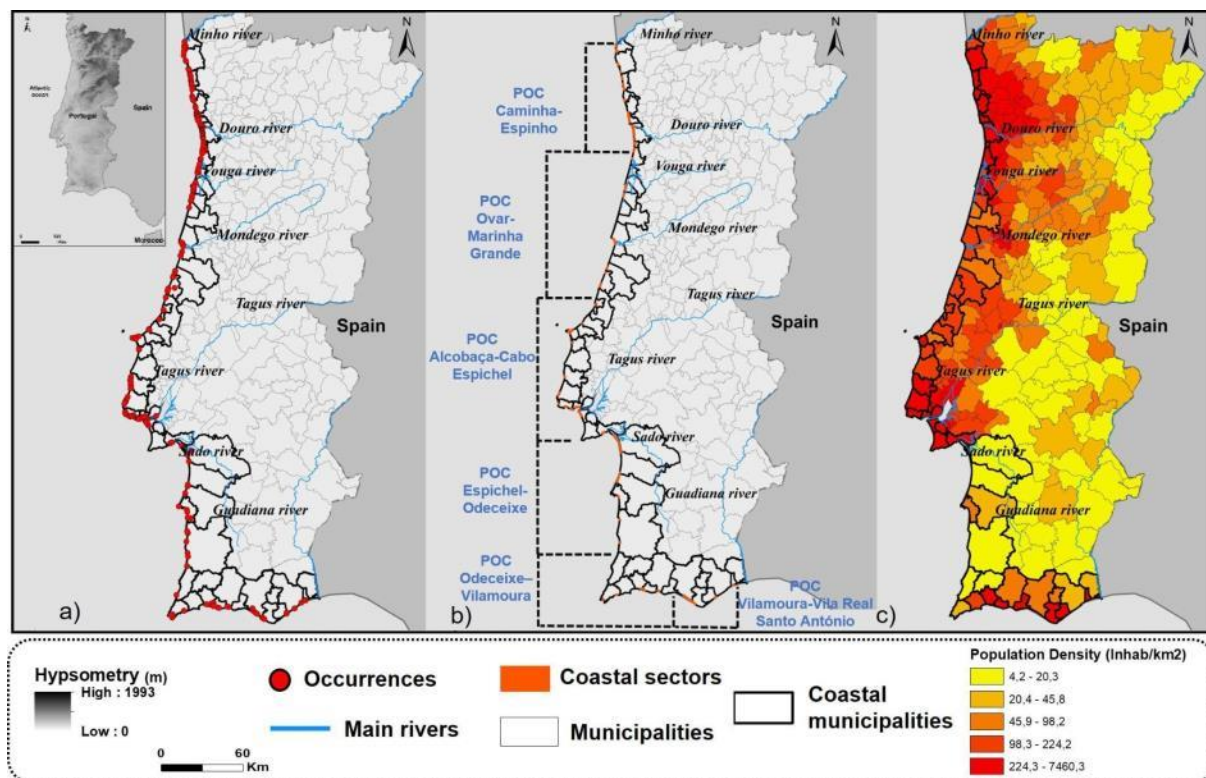 N
Atlantic
ocean
Spain
Portugal
0
Morocco
N
Minho river
Douro river
Vouga river
Mondego river
Tagus river
Spain
Tagus river
Sado river
Guadiana river
a)
N
Minho river
POC
Caminha-
Espinho
Douro river
Vouga river
POC
Ovar-
Marinha
Grande
Mondego river
Tagus river
Spain
POC
Alcobaça-Cabo
Espichel
Tagus river
Sado river
POC
Espichel-
Odeceixe
Guadiana river
POC
Odeceixe–
Vilamoura
POC
Vilamoura-Vila Real
Santo António
b)
N
Minho river
Douro river
Vouga river
Mondego river
Tagus river
Spain
Tagus river
Sado river
Guadiana river
c)
Hypsometry (m)
High : 1993
Low : 0
0 60
Km
Occurrences
Main rivers
Coastal sectors
Municipalities
Coastal
municipalities
Population Density (Inhab/km2)
4,2 - 20,3
20,4 - 45,8
45,9 - 98,2
98,3 - 224,2
224,3 - 7460,3